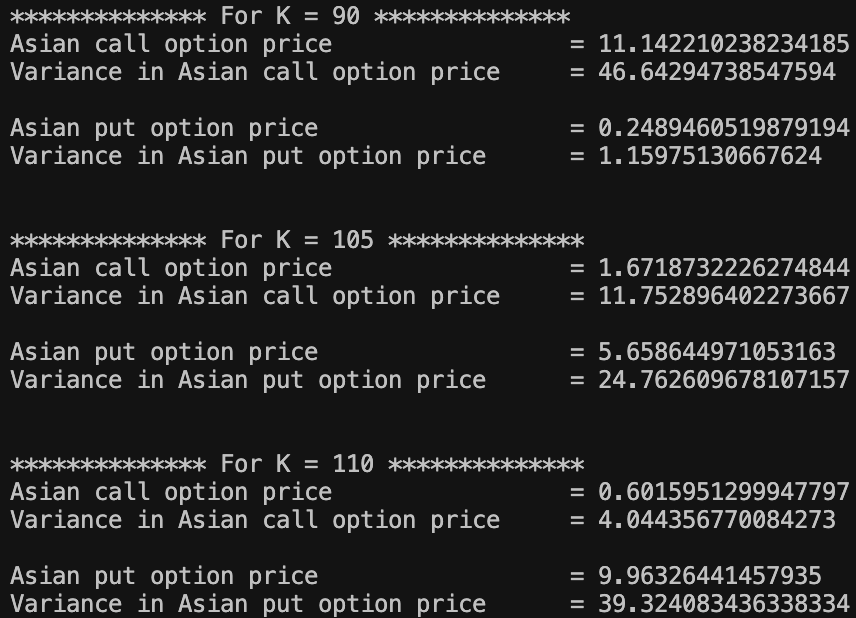 ************** For K = 90 **************
Asian call option price = 11.142210238234185
Variance in Asian call option price = 46.64294738547594
Asian put option price = 0.2489460519879194
Variance in Asian put option price = 1.15975130667624
************** For K = 105 **************
Asian call option price = 1.6718732226274844
Variance in Asian call option price = 11.752896402273667
Asian put option price = 5.658644971053163
Variance in Asian put option price = 24.762609678107157
************** For K = 110 **************
Asian call option price = 0.6015951299947797
Variance in Asian call option price = 4.044356770084273
Asian put option price = 9.96326441457935
Variance in Asian put option price = 39.324083436338334